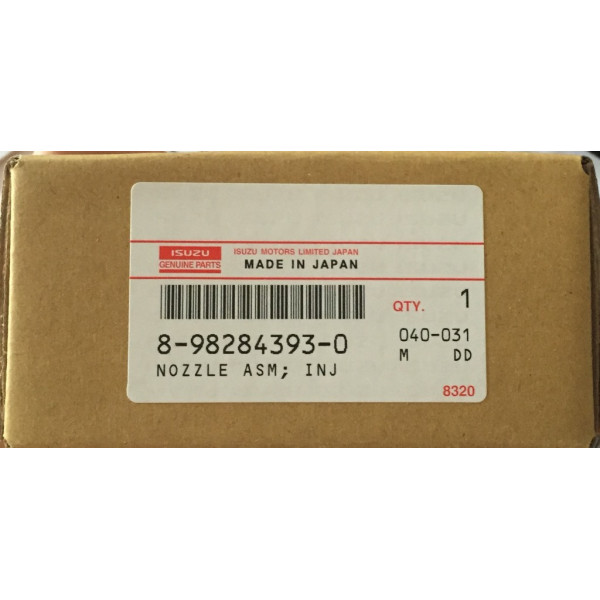 ISUZU
GENUINE PARTS
ISUZU MOTORS LIMITED JAPAN
MADE IN JAPAN
QTY. 1
8-98284393-0
NOZZLE ASM; INJ
040-031
M DD
8320